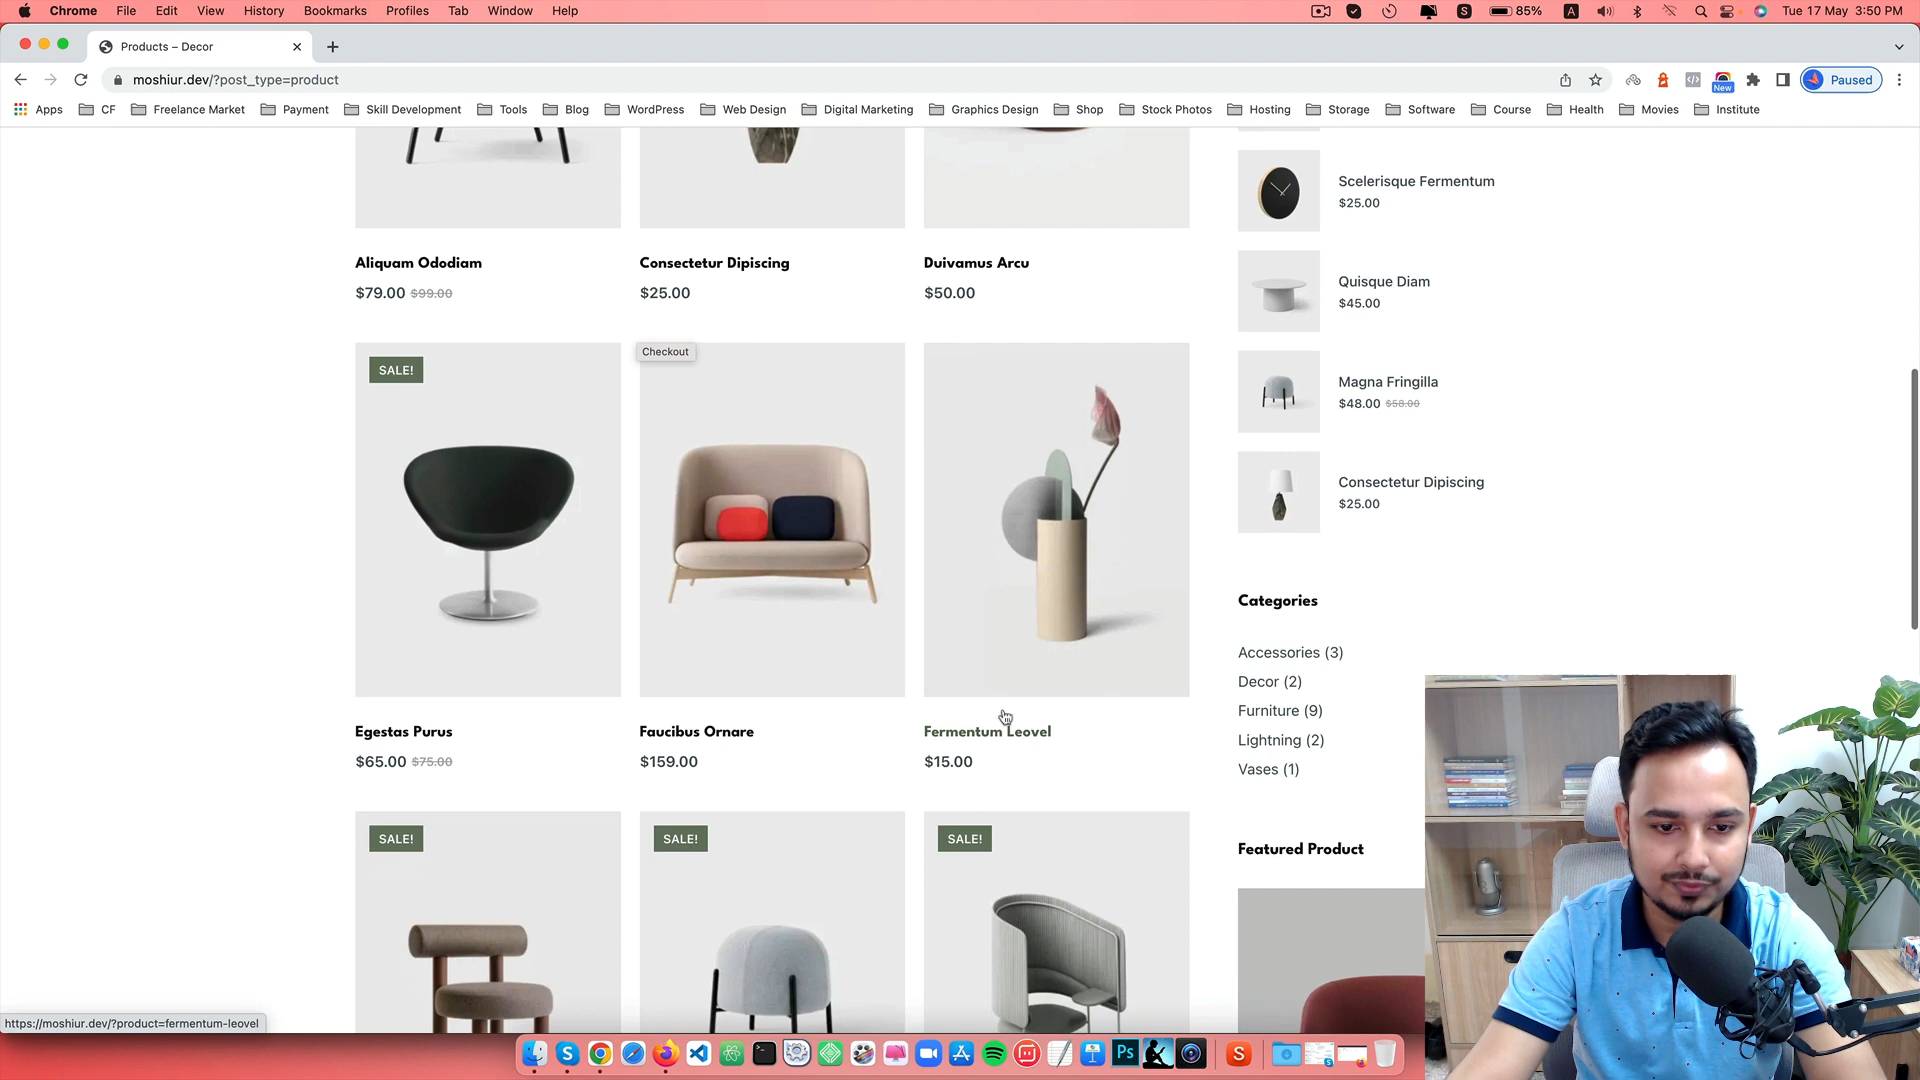 Chrome File Edit View History Bookmarks Profiles Tab Window Help 85% A Tue 17 May 3:50 PM
Products – Decor
moshiur.dev/?post_type=product New Paused
Apps CF Freelance Market Payment Skill Development Tools Blog WordPress Web Design Digital Marketing Graphics Design Shop Stock Photos Hosting Storage Software Course Health Movies Institute
Aliquam Ododiam
$79.00 $99.00
Consectetur Dipiscing
$25.00
Duivamus Arcu
$50.00
SALE!
Checkout
Egestas Purus
$65.00 $75.00
Faucibus Ornare
$159.00
Fermentum Leovel
$15.00
SALE!
SALE!
SALE!
Scelerisque Fermentum
$25.00
Quisque Diam
$45.00
Magna Fringilla
$48.00 $58.00
Consectetur Dipiscing
$25.00
Categories
Accessories (3)
Decor (2)
Furniture (9)
Lightning (2)
Vases (1)
Featured Product
https://moshiur.dev/?product=fermentum-leovel
Ps
S